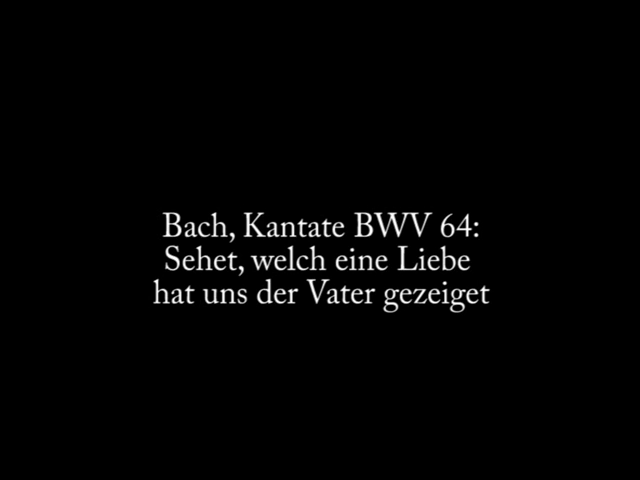 Bach, Kantate BWV 64:
Sehet, welch eine Liebe
hat uns der Vater gezeiget